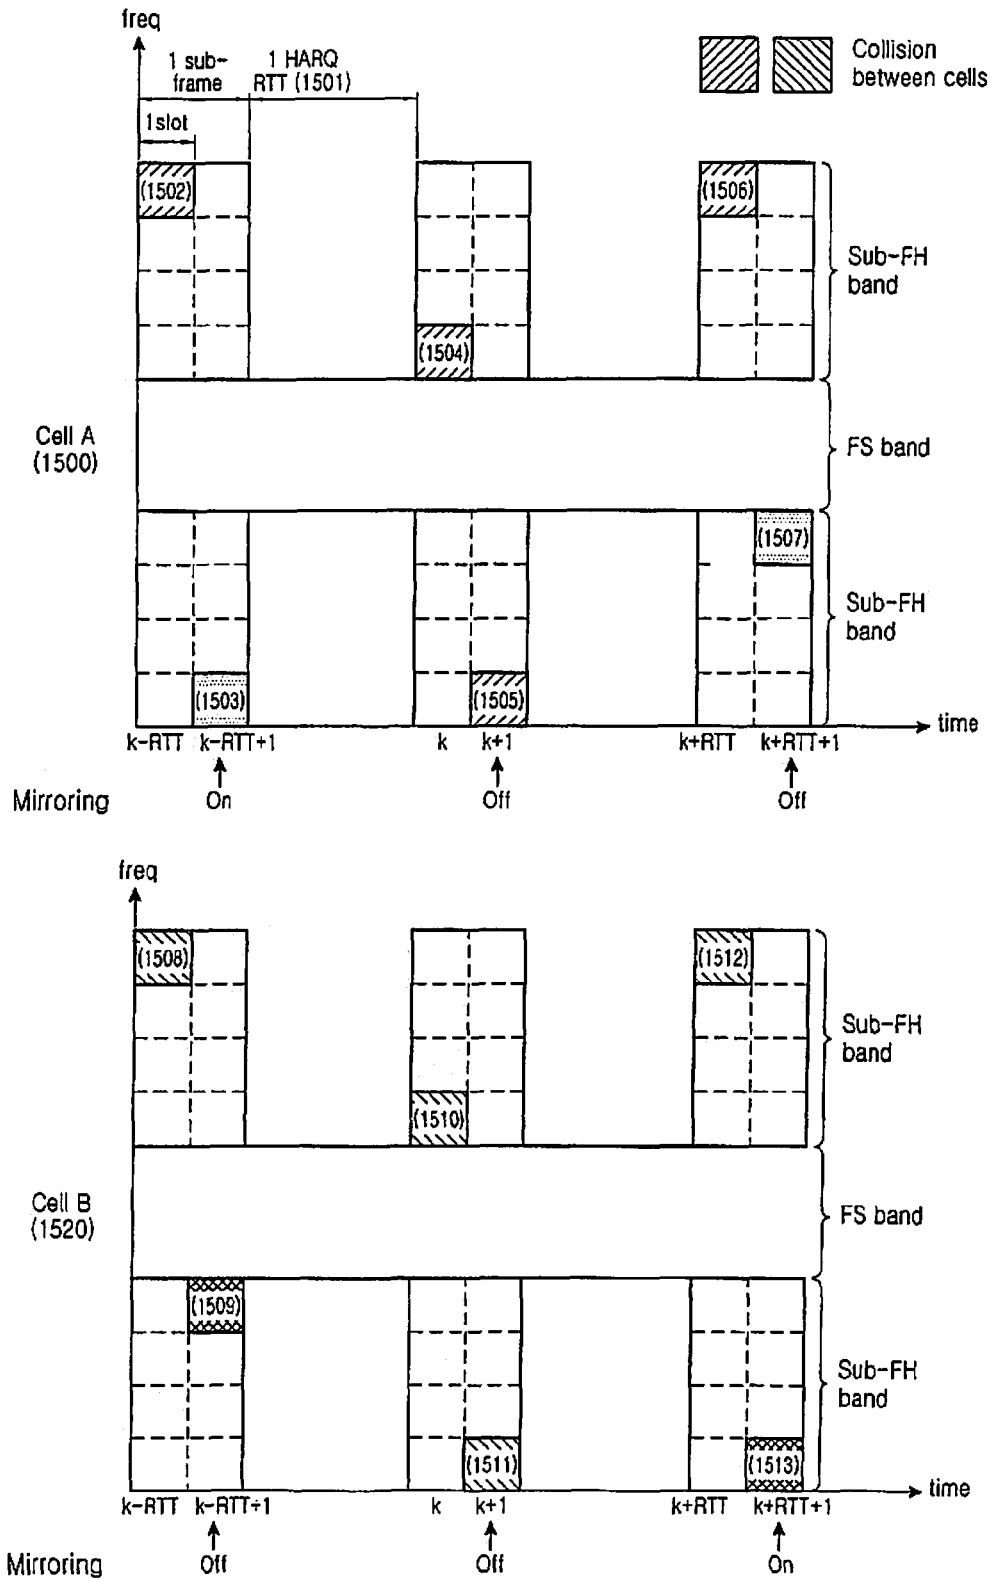 freq
1 sub-
frame
1 HARQ
RTT (1501)
1slot
Collision
between cells
(1502)
(1506)
Sub-FH
band
(1504)
Cell A
(1500)
FS band
(1507)
Sub-FH
band
(1503)
(1505)
time
k-RTT
k-RTT+1
k
k+1
k+RTT
k+RTT+1
Mirroring
On
Off
Off
freq
(1508)
(1512)
Sub-FH
band
(1510)
Cell B
(1520)
FS band
(1509)
Sub-FH
band
(1511)
(1513)
time
k-RTT
k-RTT+1
k
k+1
k+RTT
k+RTT+1
Mirroring
Off
Off
On